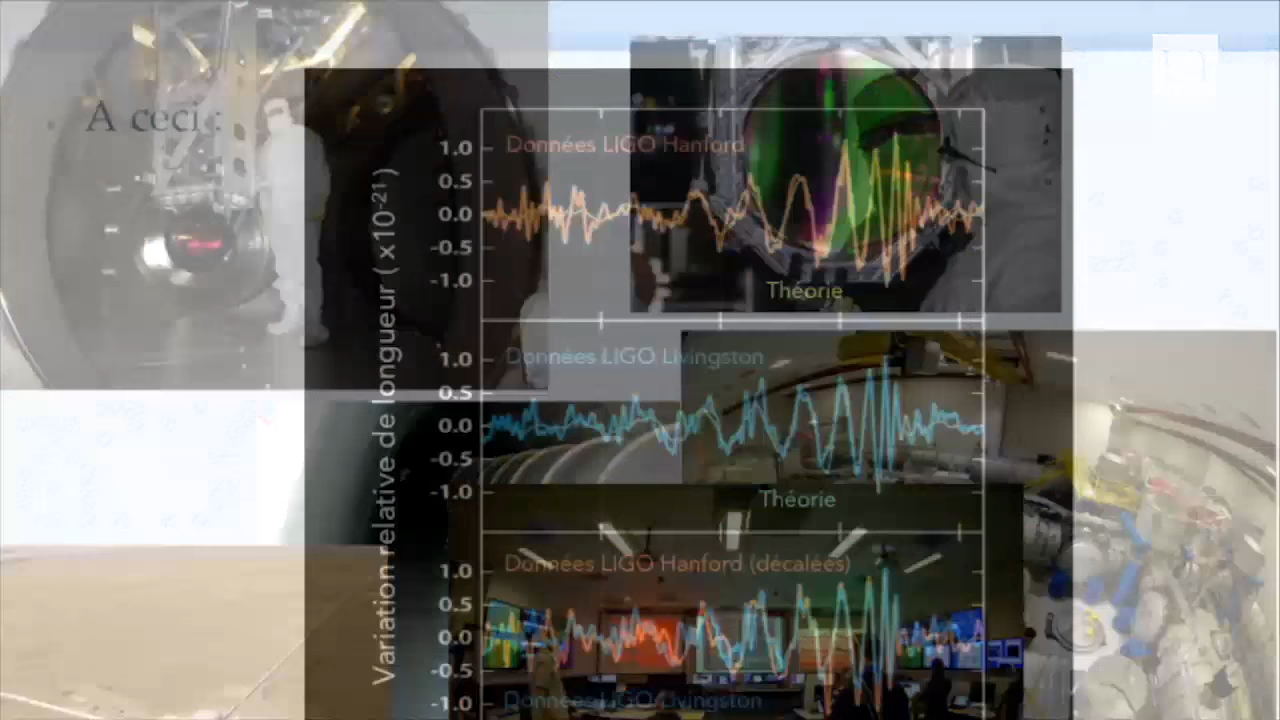 A ceci :
Variation relative de longueur ( x10-21 )
1.0
0.5
0.0
-0.5
-1.0
Données LIGO Hanford
Théorie
1.0
0.5
0.0
-0.5
-1.0
Données LIGO Livingston
Théorie
1.0
0.5
0.0
-0.5
-1.0
Données LIGO Hanford (décalées)
Données LIGO Livingston